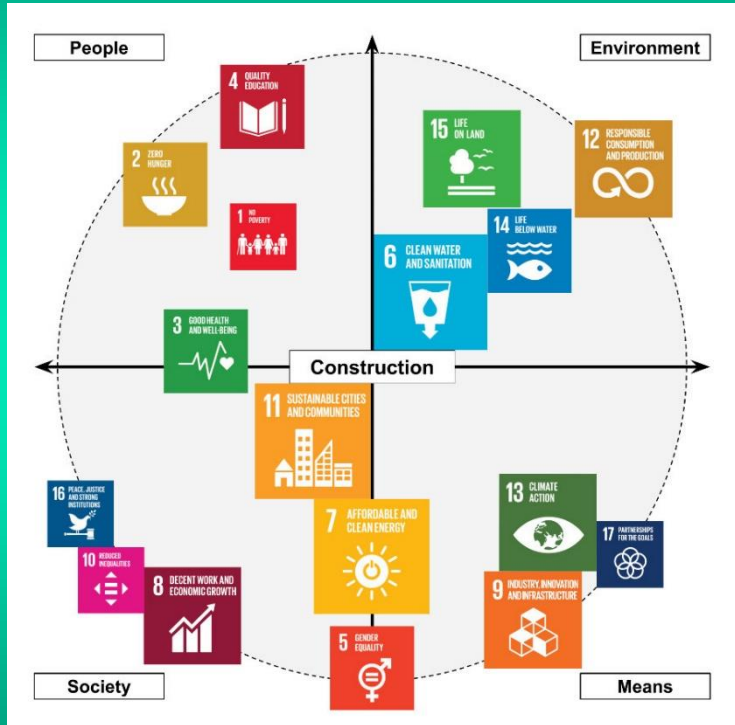 People
Environment
4 QUALITY
EDUCATION
15 LIFE
ON LAND
12 RESPONSIBLE
CONSUMPTION
AND PRODUCTION
2 ZERO
HUNGER
1 NO
POVERTY
14 LIFE
BELOW WATER
6 CLEAN WATER
AND SANITATION
3 GOOD HEALTH
AND WELL-BEING
Construction
11 SUSTAINABLE CITIES
AND COMMUNITIES
16 PEACE, JUSTICE
AND STRONG
INSTITUTIONS
13 CLIMATE
ACTION
7 AFFORDABLE AND
CLEAN ENERGY
17 PARTNERSHIPS
FOR THE GOALS
10 REDUCED
INEQUALITIES
8 DECENT WORK AND
ECONOMIC GROWTH
9 INDUSTRY, INNOVATION
AND INFRASTRUCTURE
5 GENDER
EQUALITY
Society
Means